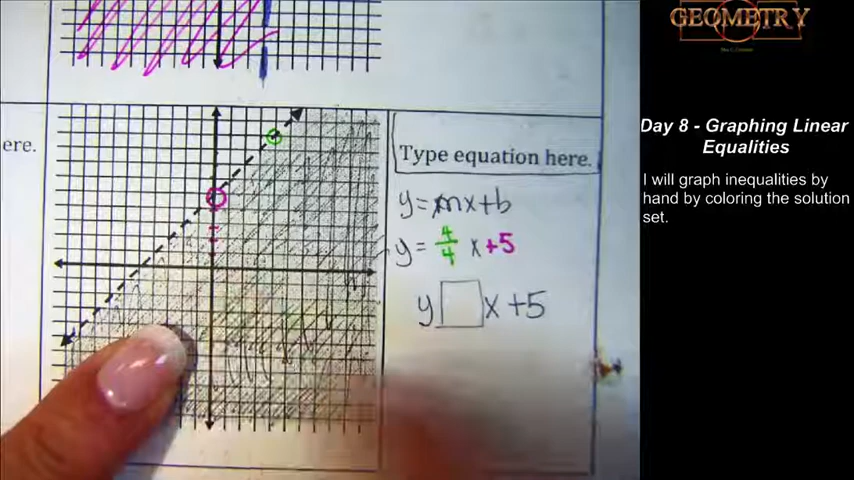 GEOMETRY
Day 8 - Graphing Linear
Equalities
I will graph inequalities by
hand by coloring the solution
set.
ere.
Type equation here.
y=mx+b
y=4/4 x+5
y□x+5